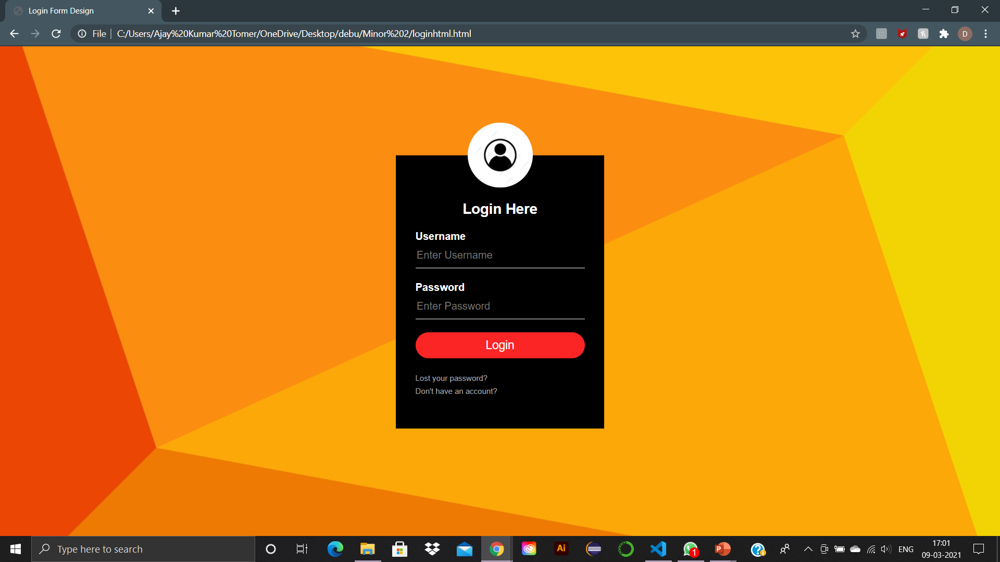 Login Form Design
File
C:/Users/Ajay%20Kumar%20Tomer/OneDrive/Desktop/debu/Minor%202/loginhtml.html
D
Login Here
Username
Enter Username
Password
Enter Password
Login
Lost your password?
Don't have an account?
Type here to search
Ai
1
P
ENG
17:01
09-03-2021